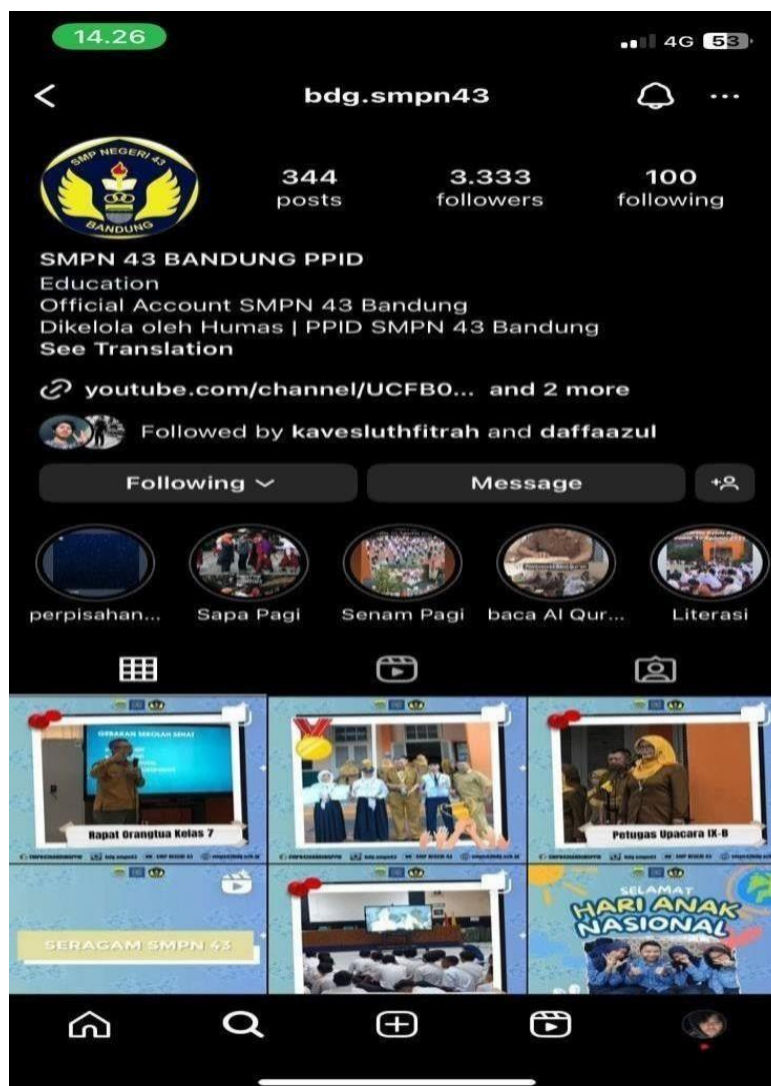 14.26
4G 53
bdg.smpn43
SMP NEGERI 43
BANDUNG
344 3.333 100
posts followers following
SMPN 43 BANDUNG PPID
Education
Official Account SMPN 43 Bandung
Dikelola oleh Humas | PPID SMPN 43 Bandung
See Translation
youtube.com/channel/UCFB0... and 2 more
Followed by kavesluthfitrah and daffaazul
Following Message
perpisahan... Sapa Pagi Senam Pagi baca Al Qur... Literasi
GERAKAN SEKOLAH SEHAT
Rapat Orangtua Kelas 7
Petugas Upacara IX-B
SERAGAM SMPN 43
SELAMAT
HARI ANAK
NASIONAL